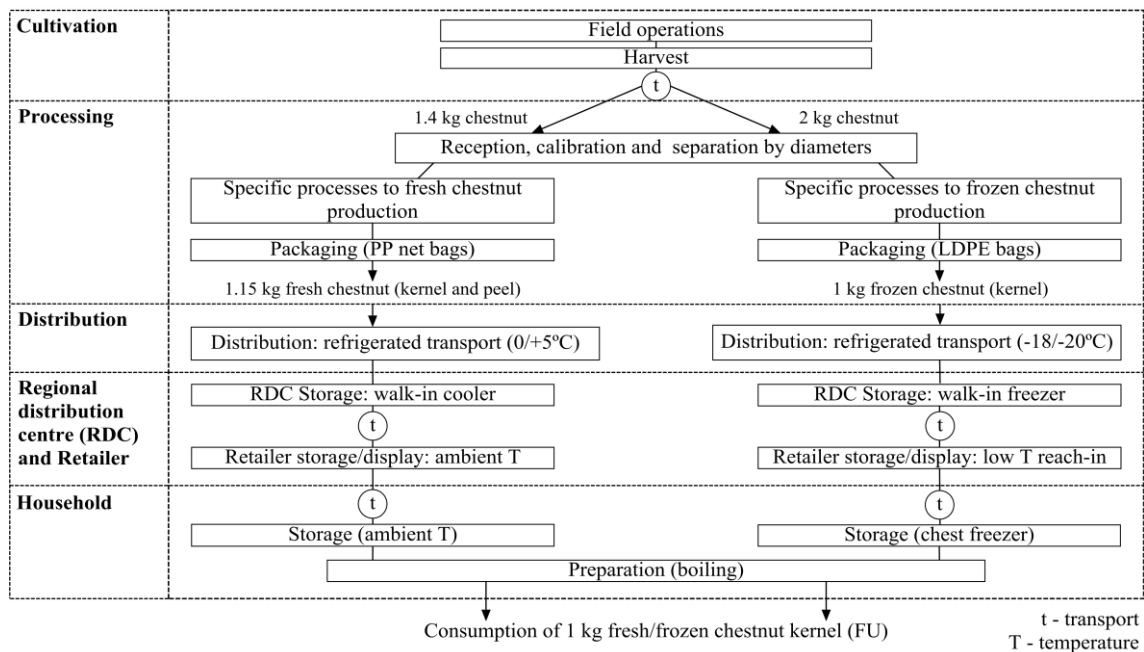 Cultivation
Field operations
Harvest
t
Processing
1.4 kg chestnut
2 kg chestnut
Reception, calibration and separation by diameters
Specific processes to fresh chestnut
production
Specific processes to frozen chestnut
production
Packaging (PP net bags)
Packaging (LDPE bags)
1.15 kg fresh chestnut (kernel and peel)
1 kg frozen chestnut (kernel)
Distribution
Distribution: refrigerated transport (0/+5ºC)
Distribution: refrigerated transport (-18/-20ºC)
Regional
distribution
centre (RDC)
and Retailer
RDC Storage: walk-in cooler
RDC Storage: walk-in freezer
t
t
Retailer storage/display: ambient T
Retailer storage/display: low T reach-in
Household
t
t
Storage (ambient T)
Storage (chest freezer)
Preparation (boiling)
Consumption of 1 kg fresh/frozen chestnut kernel (FU)
t - transport
T - temperature